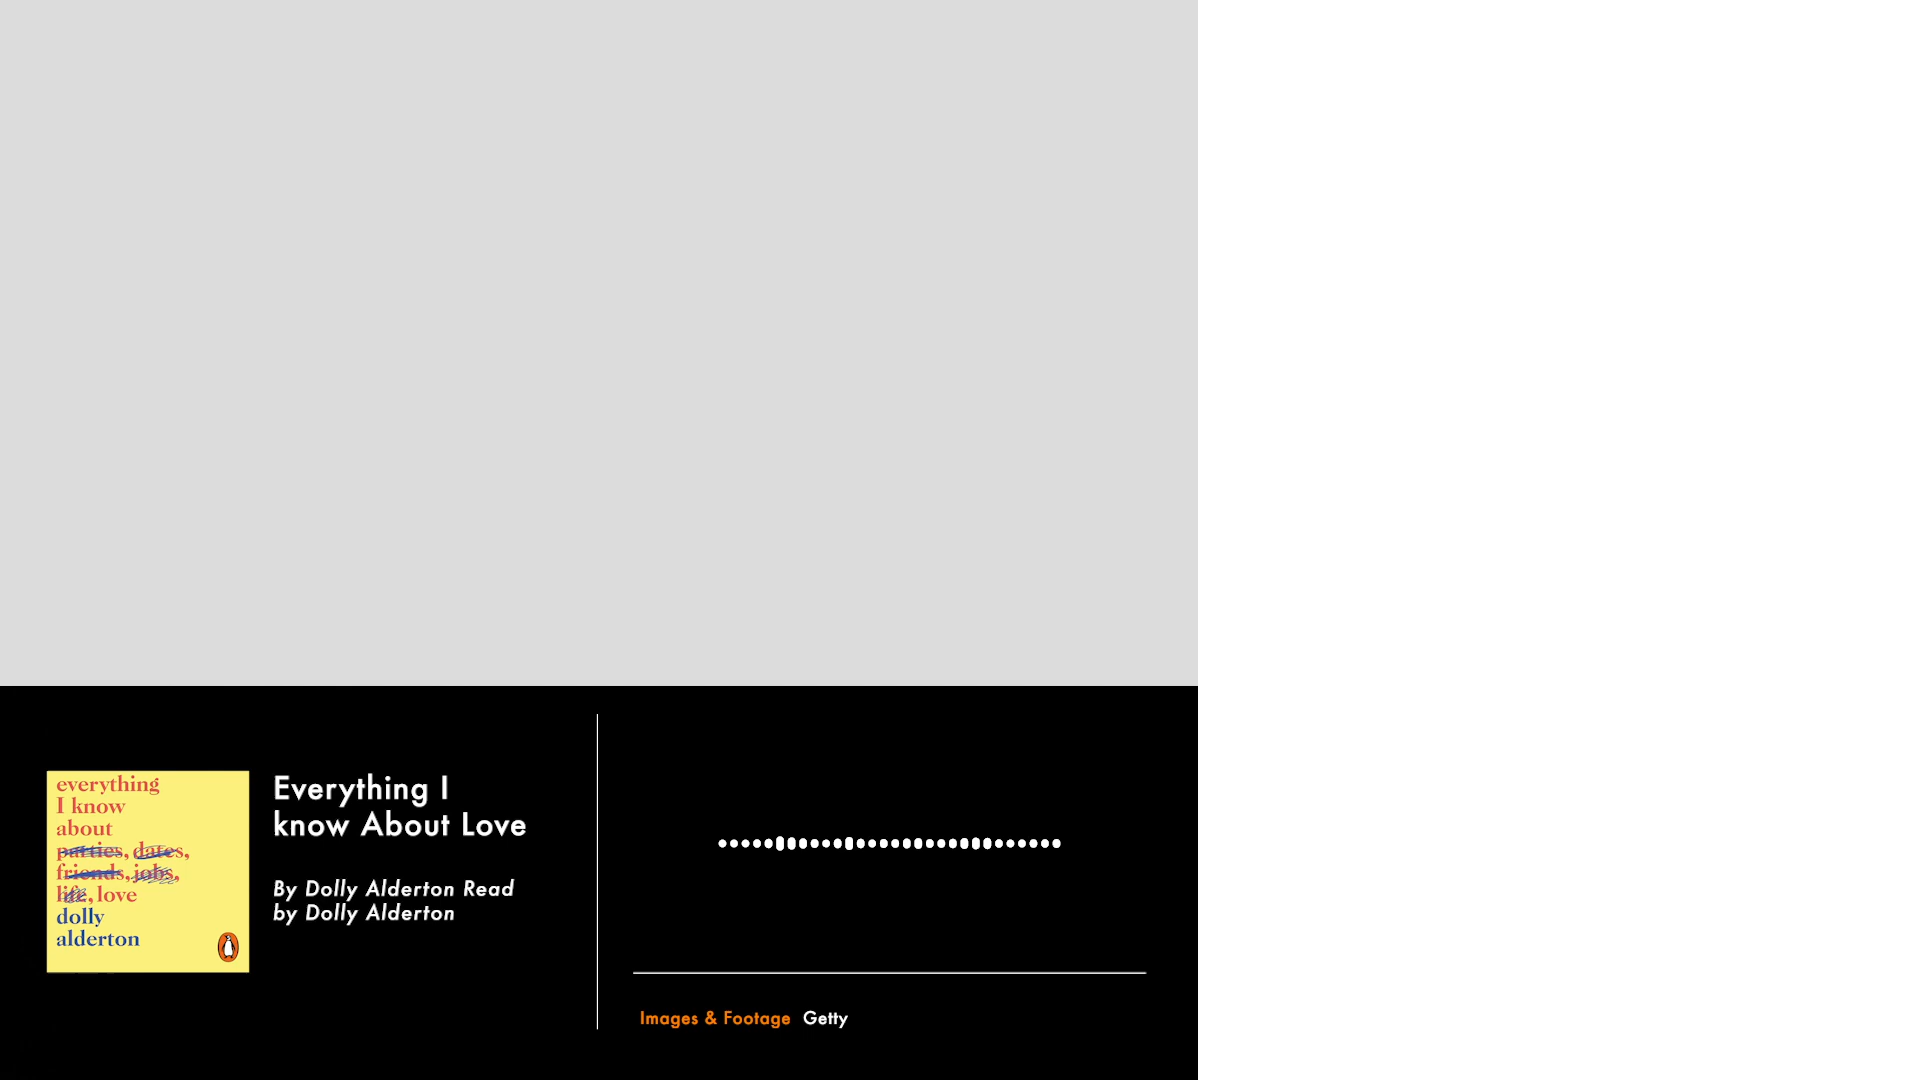 everything
I know
about
parties, dates,
friends, jobs,
life, love
dolly
alderton
Everything I
know About Love
By Dolly Alderton Read
by Dolly Alderton
Images & Footage Getty